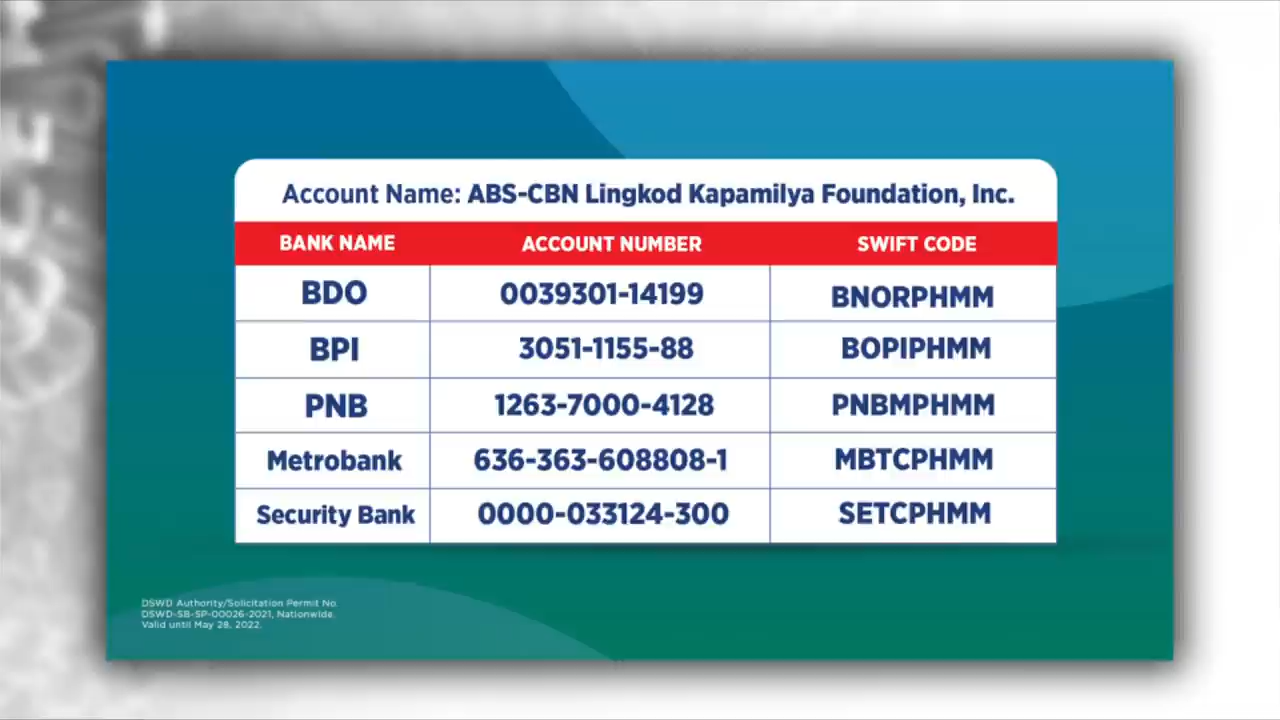 Account Name: ABS-CBN Lingkod Kapamilya Foundation, Inc.
BANK NAME ACCOUNT NUMBER SWIFT CODE
BDO 0039301-14199 BNORPHMM
BPI 3051-1155-88 BOPIPHMM
PNB 1263-7000-4128 PNBMPHMM
Metrobank 636-363-608808-1 MBTCPHMM
Security Bank 0000-033124-300 SETCPHMM
DSWD Authority/Solicitation Permit No.
DSWD-SB-SP-00026-2021, Nationwide.
Valid until May 28, 2022.